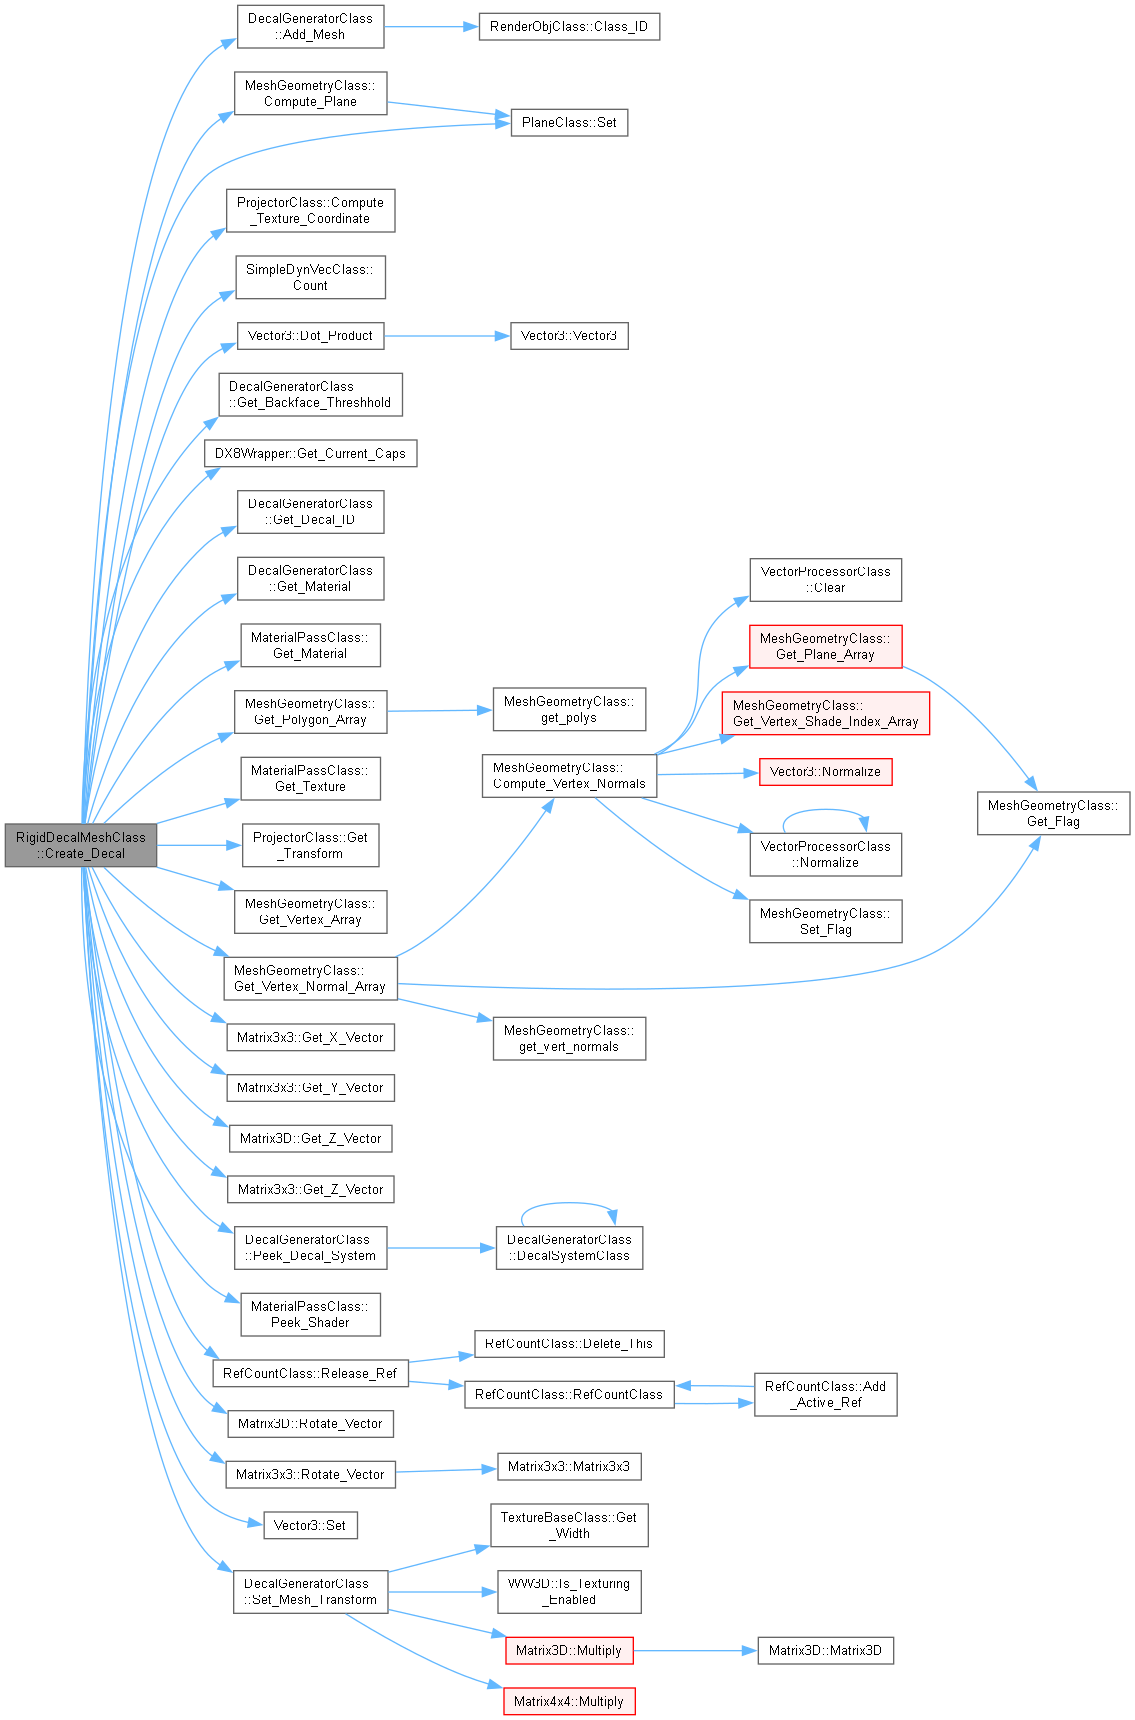 DecalGeneratorClass
::Add_Mesh
RenderObjClass::Class_ID
MeshGeometryClass::
Compute_Plane
PlaneClass::Set
ProjectorClass::Compute
_Texture_Coordinate
SimpleDynVecClass::
Count
Vector3::Dot_Product
Vector3::Vector3
DecalGeneratorClass
::Get_Backface_Threshhold
DX8Wrapper::Get_Current_Caps
DecalGeneratorClass
::Get_Decal_ID
DecalGeneratorClass
::Get_Material
MaterialPassClass::
Get_Material
MeshGeometryClass::
Get_Polygon_Array
MeshGeometryClass::
get_polys
MaterialPassClass::
Get_Texture
RigidDecalMeshClass
::Create_Decal
ProjectorClass::Get
_Transform
MeshGeometryClass::
Get_Vertex_Array
MeshGeometryClass::
Get_Vertex_Normal_Array
MeshGeometryClass::
Compute_Vertex_Normals
VectorProcessorClass
::Clear
MeshGeometryClass::
Get_Plane_Array
MeshGeometryClass::
Get_Vertex_Shade_Index_Array
Vector3::Normalize
VectorProcessorClass
::Normalize
MeshGeometryClass::
Set_Flag
MeshGeometryClass::
Get_Flag
MeshGeometryClass::
get_vert_normals
Matrix3x3::Get_X_Vector
Matrix3x3::Get_Y_Vector
Matrix3D::Get_Z_Vector
Matrix3x3::Get_Z_Vector
DecalGeneratorClass
::Peek_Decal_System
DecalGeneratorClass
::DecalSystemClass
MaterialPassClass::
Peek_Shader
RefCountClass::Release_Ref
RefCountClass::Delete_This
RefCountClass::RefCountClass
RefCountClass::Add
_Active_Ref
Matrix3D::Rotate_Vector
Matrix3x3::Rotate_Vector
Matrix3x3::Matrix3x3
Vector3::Set
DecalGeneratorClass
::Set_Mesh_Transform
TextureBaseClass::Get
_Width
WW3D::Is_Texturing
_Enabled
Matrix3D::Multiply
Matrix3D::Matrix3D
Matrix4x4::Multiply